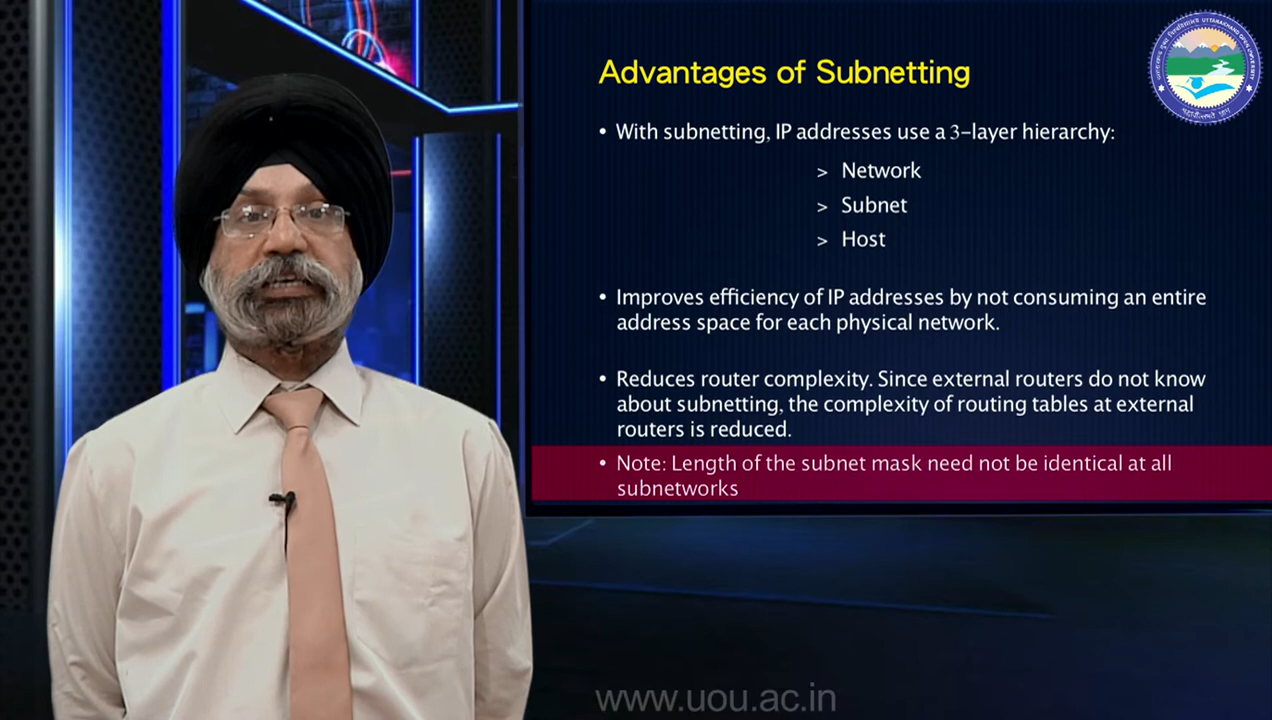 Advantages of Subnetting
• With subnetting, IP addresses use a 3-layer hierarchy:
> Network
> Subnet
> Host
• Improves efficiency of IP addresses by not consuming an entire
address space for each physical network.
• Reduces router complexity. Since external routers do not know
about subnetting, the complexity of routing tables at external
routers is reduced.
• Note: Length of the subnet mask need not be identical at all
subnetworks
UTTARAKHAND OPEN UNIVERSITY
www.uou.ac.in